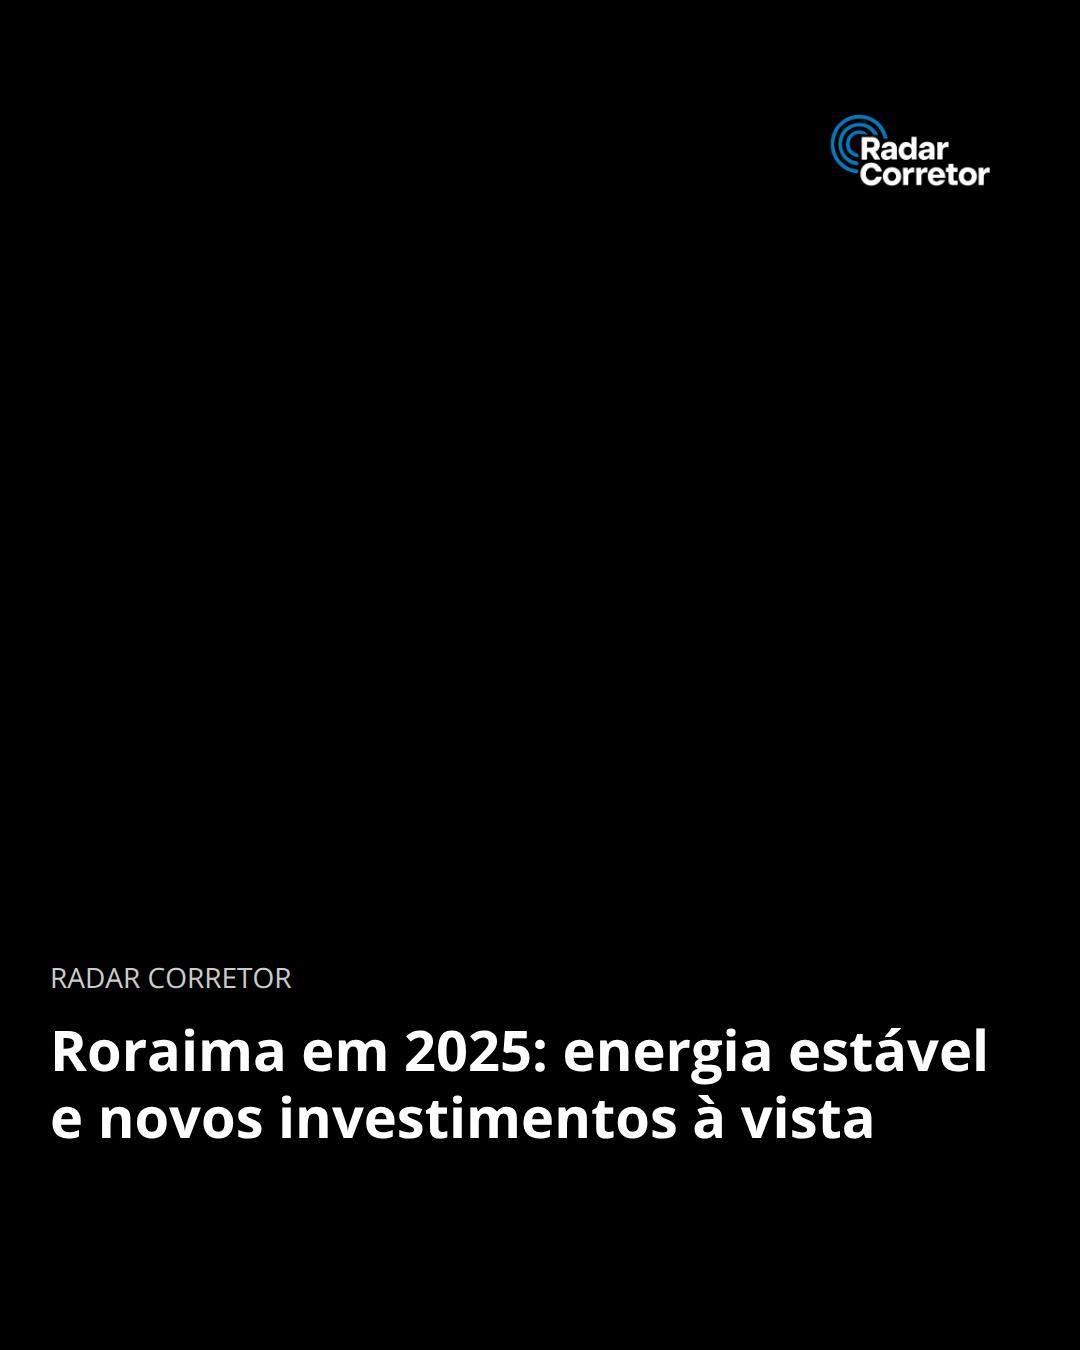 Radar
Corretor
RADAR CORRETOR
Roraima em 2025: energia estável
e novos investimentos à vista